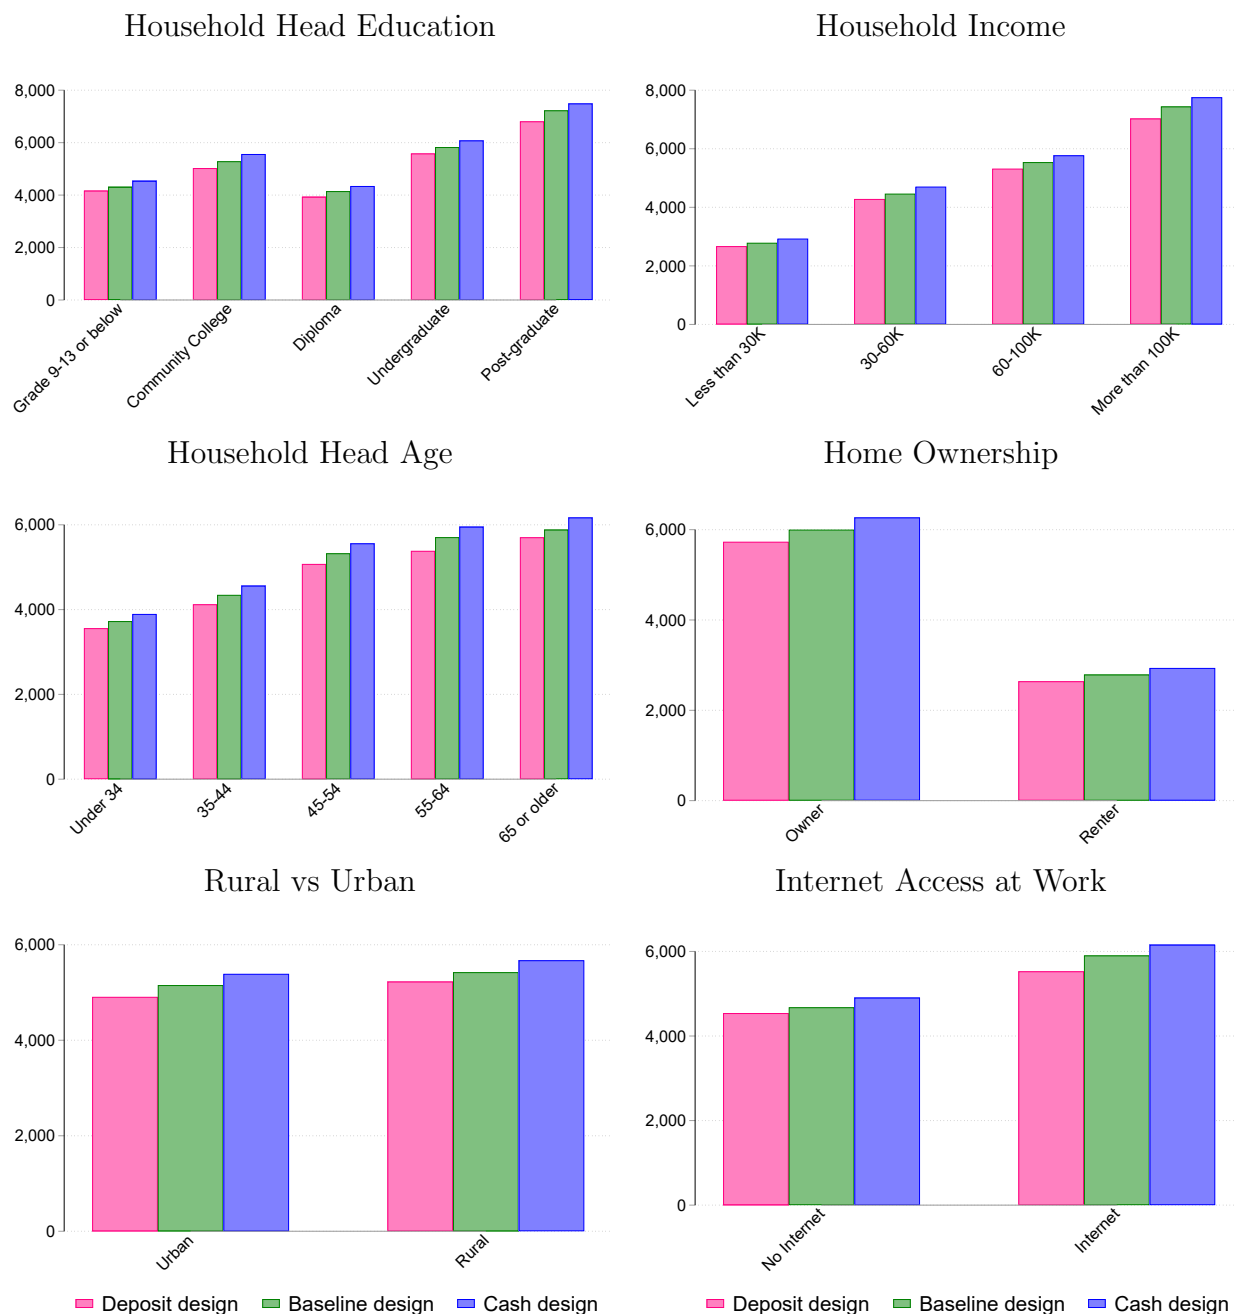 Household Head Education
8,000
6,000
4,000
2,000
0
Grade 9-13 or below
Community College
Diploma
Undergraduate
Post-graduate
Household Income
8,000
6,000
4,000
2,000
0
Less than 30K
30-60K
60-100K
More than 100K
Household Head Age
6,000
4,000
2,000
0
Under 34
35-44
45-54
55-64
65 or older
Home Ownership
6,000
4,000
2,000
0
Owner
Renter
Rural vs Urban
6,000
4,000
2,000
0
Urban
Rural
Deposit design Baseline design Cash design
Internet Access at Work
6,000
4,000
2,000
0
No Internet
Internet
Deposit design Baseline design Cash design